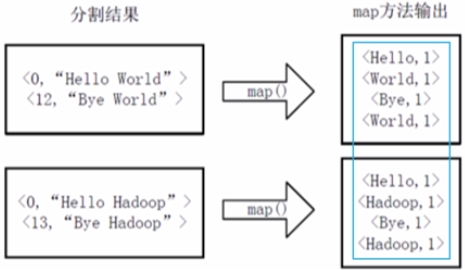 分割结果
map方法输出
<0, “Hello World” >
<12, “Bye World” >
map()
<Hello,1>
<World,1>
<Bye,1>
<World,1>
<0, “Hello Hadoop” >
<13, “Bye Hadoop” >
map()
<Hello,1>
<Hadoop,1>
<Bye,1>
<Hadoop,1>